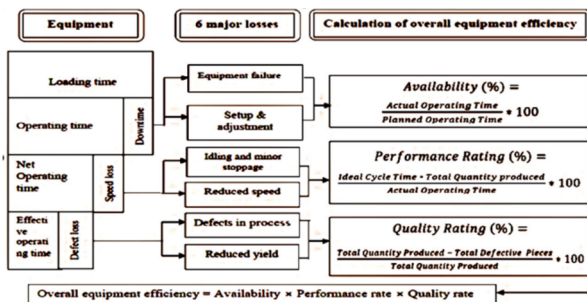 Equipment
6 major losses
Calculation of overall equipment efficiency
Loading time
Operating time
Downtime
Net
Operating
time
Speed loss
Effecti
ve
operati
ng time
Defect loss
Equipment failure
Setup &
adjustment
Idling and minor
stoppage
Reduced speed
Defects in process
Reduced yield
Availability (%) =
Actual Operating Time
Planned Operating Time
* 100
Performance Rating (%) =
Ideal Cycle Time * Total Quantity produced
Actual Operating Time
* 100
Quality Rating (%) =
Total Quantity Produced − Total Defective Pieces
Total Quantity Produced
* 100
Overall equipment efficiency = Availability × Performance rate × Quality rate